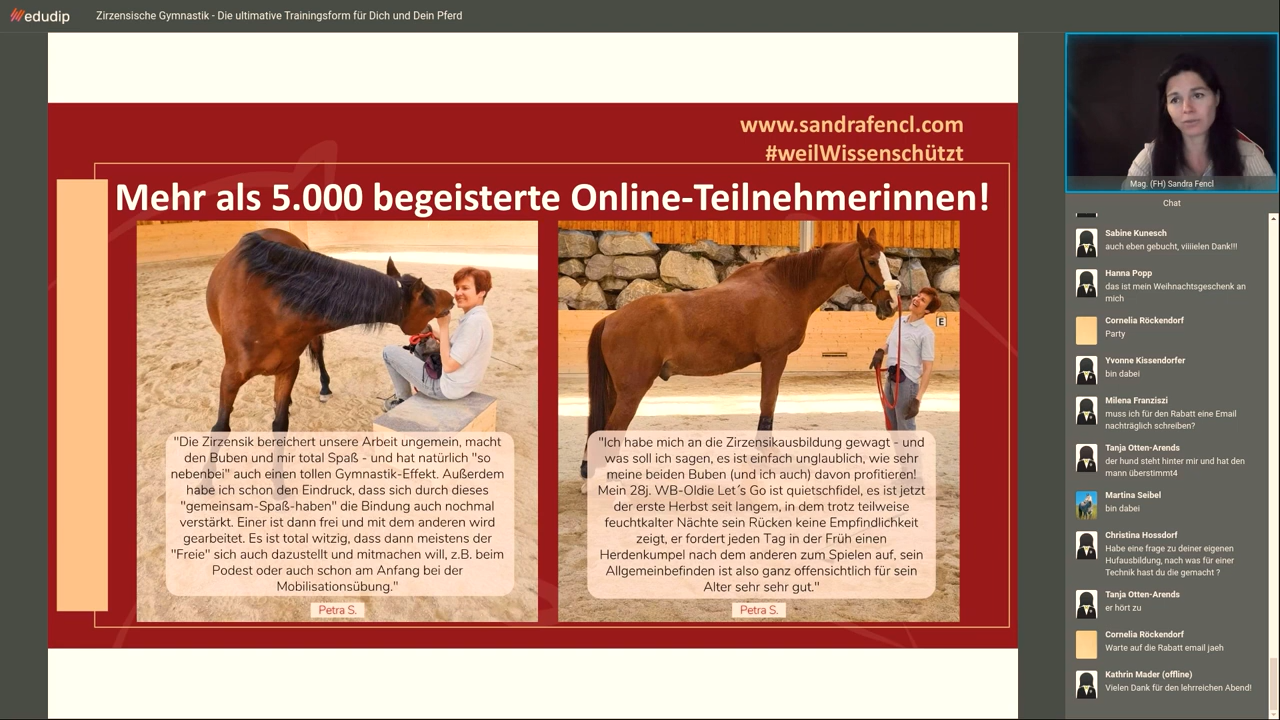 edudip
Zirzensische Gymnastik - Die ultimative Trainingsform für Dich und Dein Pferd
www.sandrafencl.com
#weilWissenschützt
Mehr als 5.000 begeisterte Online-Teilnehmerinnen!
E
"Die Zirzensik bereichert unsere Arbeit ungemein, macht
den Buben und mir total Spaß - und hat natürlich "so
nebenbei" auch einen tollen Gymnastik-Effekt. Außerdem
habe ich schon den Eindruck, dass sich durch dieses
"gemeinsam-Spaß-haben" die Bindung auch nochmal
verstärkt. Einer ist dann frei und mit dem anderen wird
gearbeitet. Es ist total witzig, dass dann meistens der
"Freie" sich auch dazustellt und mitmachen will, z.B. beim
Podest oder auch schon am Anfang bei der
Mobilisationsübung."
Petra S.
"Ich habe mich an die Zirzensikausbildung gewagt - und
was soll ich sagen, es ist einfach unglaublich, wie sehr
meine beiden Buben (und ich auch) davon profitieren!
Mein 28j. WB-Oldie Let´s Go ist quietschfidel, es ist jetzt
der erste Herbst seit langem, in dem trotz teilweise
feuchtkalter Nächte sein Rücken keine Empfindlichkeit
zeigt, er fordert jeden Tag in der Früh einen
Herdenkumpel nach dem anderen zum Spielen auf, sein
Allgemeinbefinden ist also ganz offensichtlich für sein
Alter sehr sehr gut."
Petra S.
Mag. (FH) Sandra Fencl
Chat
Sabine Kunesch
auch eben gebucht, viiiielen Dank!!!
Hanna Popp
das ist mein Weihnachtsgeschenk an
mich
Cornelia Röckendorf
Party
Yvonne Kissendorfer
bin dabei
Milena Franziszi
muss ich für den Rabatt eine Email
nachträglich schreiben?
Tanja Otten-Arends
der hund steht hinter mir und hat den
mann überstimmt4
Martina Seibel
bin dabei
Christina Hossdorf
Habe eine frage zu deiner eigenen
Hufausbildung, nach was für einer
Technik hast du die gemacht ?
Tanja Otten-Arends
er hört zu
Cornelia Röckendorf
Warte auf die Rabatt email jaeh
Kathrin Mader (offline)
Vielen Dank für den lehrreichen Abend!